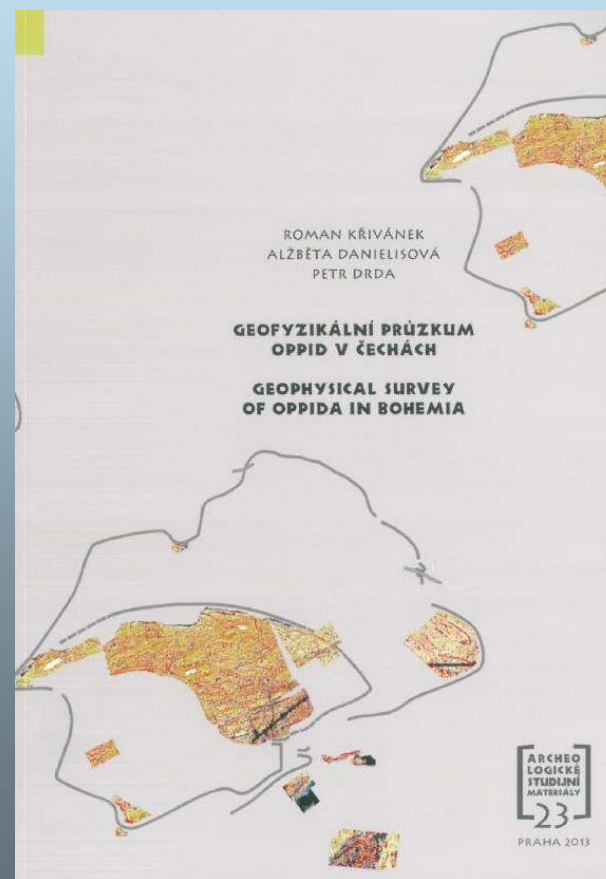 ROMAN KŘIVÁNEK
ALŽBĚTA DANIELISOVÁ
PETR DRDA
GEOFYZIKÁLNÍ PRŮZKUM
OPPID V ČECHÁCH
GEOPHYSICAL SURVEY
OF OPPIDA IN BOHEMIA
ARCHEO
LOGICKÉ
STUDIJNÍ
MATERIÁLY
23
PRAHA 2013